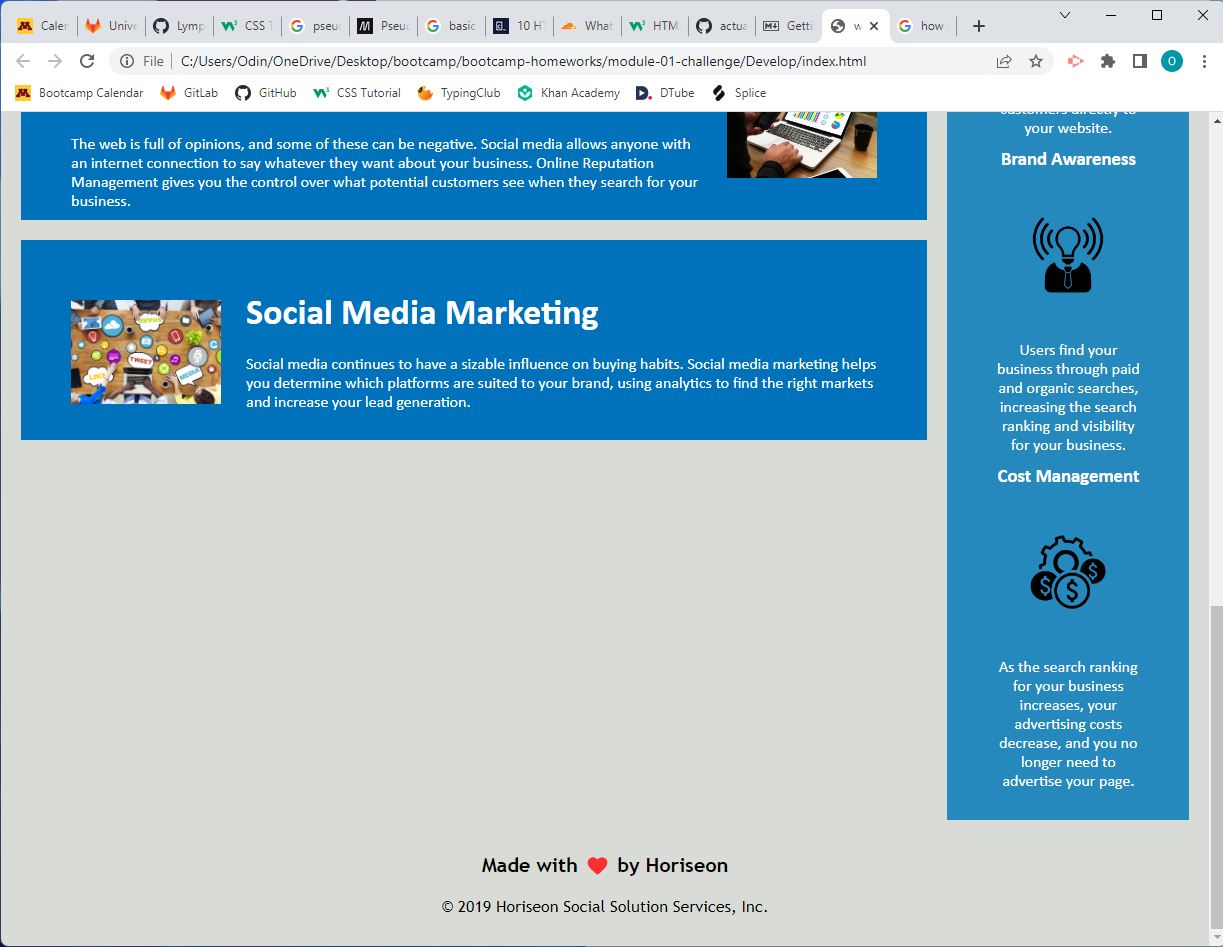 Caler
Unive
Lymp
CSS T
pseu
Pseu
basic
10 HT
What
HTM
actua
Getti
w
how
File
C:/Users/Odin/OneDrive/Desktop/bootcamp/bootcamp-homeworks/module-01-challenge/Develop/index.html
O
Bootcamp Calendar
GitLab
GitHub
CSS Tutorial
TypingClub
Khan Academy
DTube
Splice
The web is full of opinions, and some of these can be negative. Social media allows anyone with
an internet connection to say whatever they want about your business. Online Reputation
Management gives you the control over what potential customers see when they search for your
business.
Social Media Marketing
Social media continues to have a sizable influence on buying habits. Social media marketing helps
you determine which platforms are suited to your brand, using analytics to find the right markets
and increase your lead generation.
SHARE
TWEET
LIKE
MEDIA
customers directly to
your website.
Brand Awareness
Users find your
business through paid
and organic searches,
increasing the search
ranking and visibility
for your business.
Cost Management
$ $ $
As the search ranking
for your business
increases, your
advertising costs
decrease, and you no
longer need to
advertise your page.
Made with ❤️ by Horiseon
© 2019 Horiseon Social Solution Services, Inc.